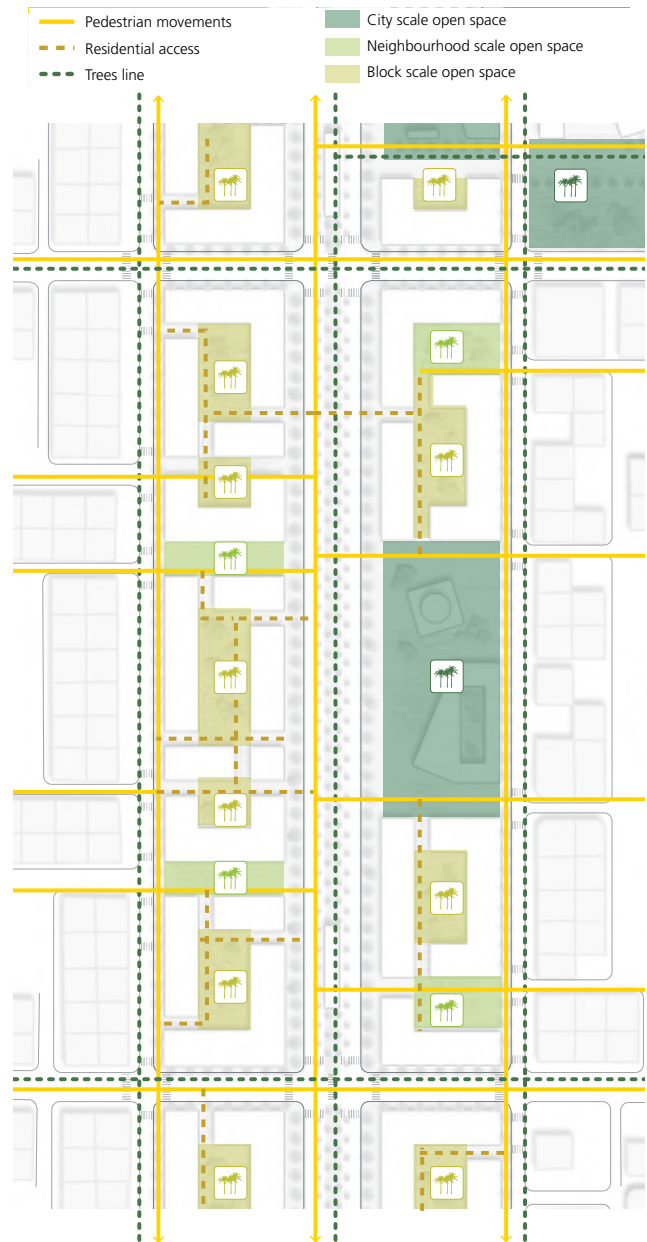 Pedestrian movements
Residential access
Trees line
City scale open space
Neighbourhood scale open space
Block scale open space